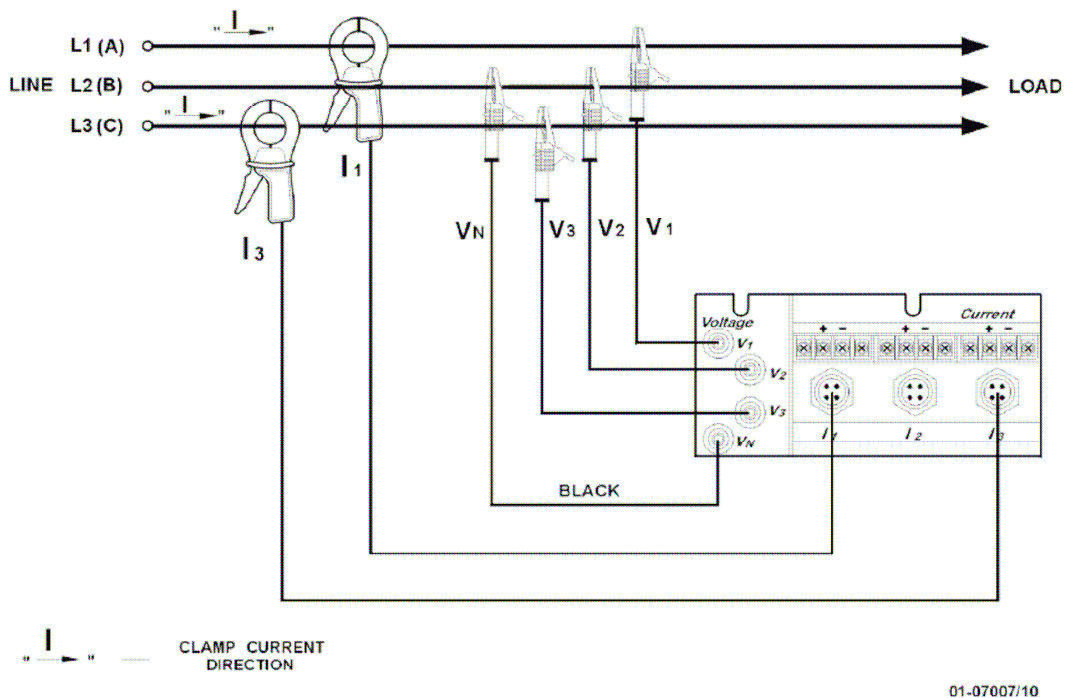 " I "
L1 (A)
LINE L2 (B) LOAD
" I "
L3 (C)
I1
I3
VN V3 V2 V1
Voltage
Current
+ - + - + -
V1
V2
V3
VN
I1 I2 I3
BLACK
" I " — CLAMP CURRENT
DIRECTION
01-07007/10